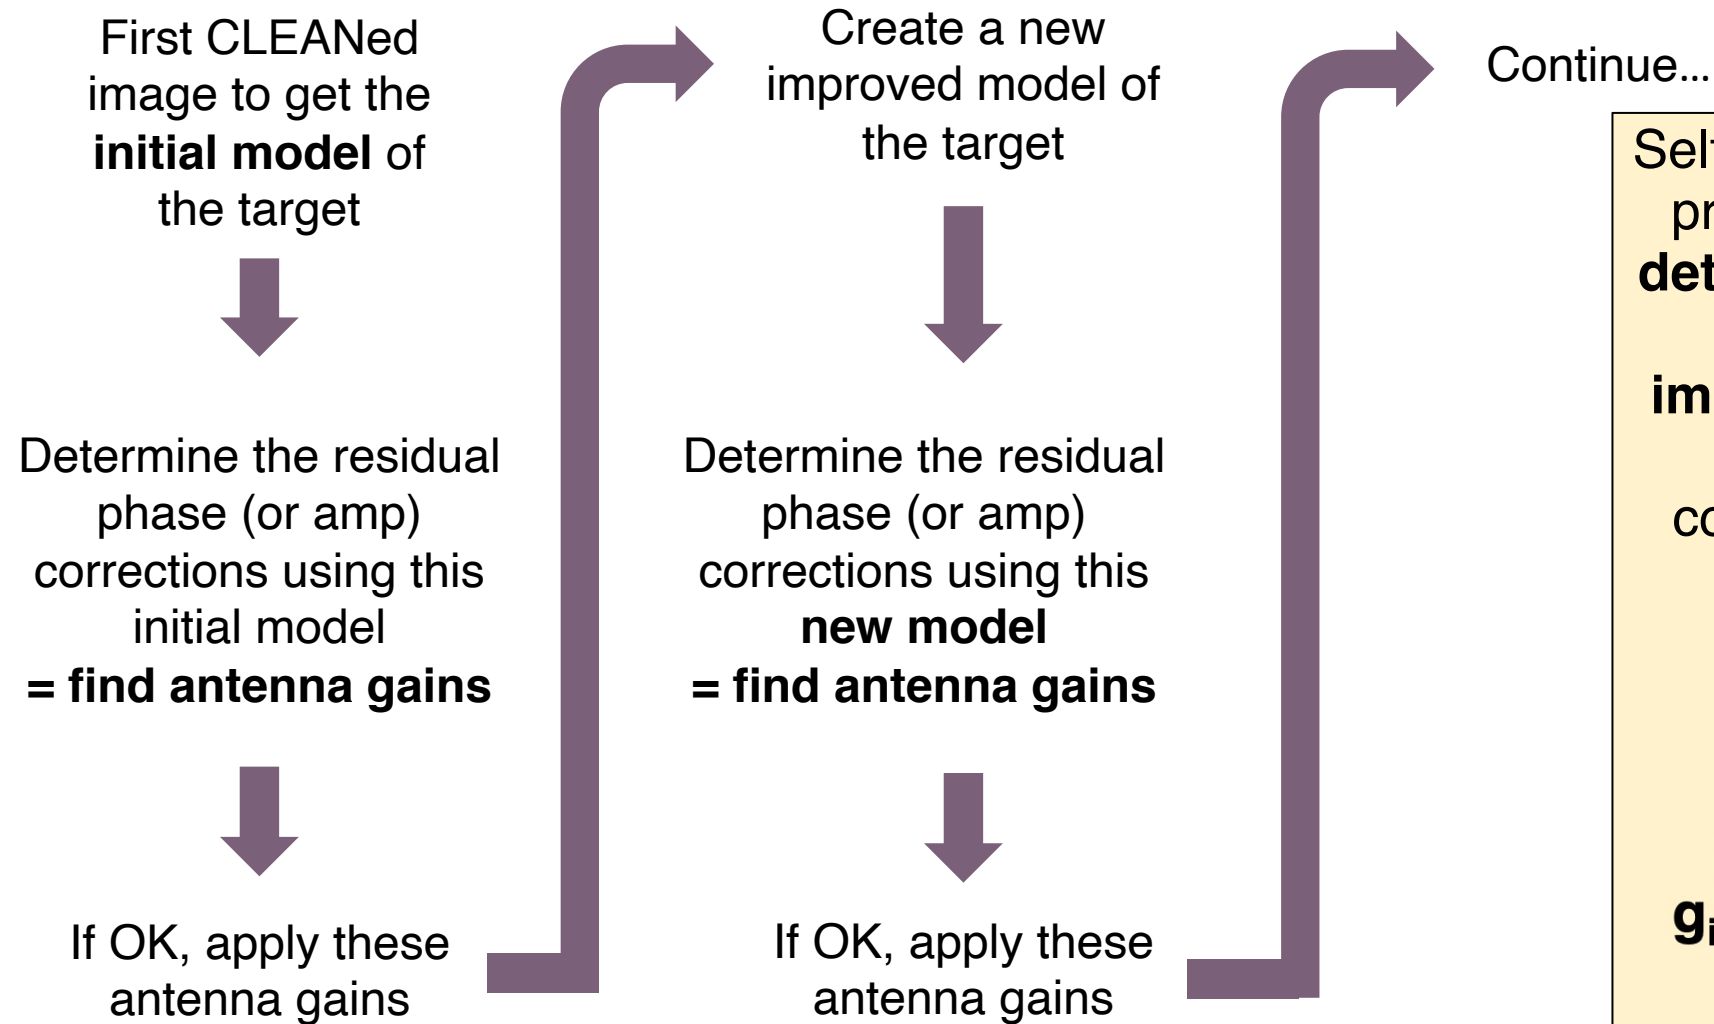 First CLEANed
image to get the
initial model of
the target
Determine the residual
phase (or amp)
corrections using this
initial model
= find antenna gains
If OK, apply these
antenna gains
Create a new
improved model of
the target
Determine the residual
phase (or amp)
corrections using this
new model
= find antenna gains
If OK, apply these
antenna gains
Continue...